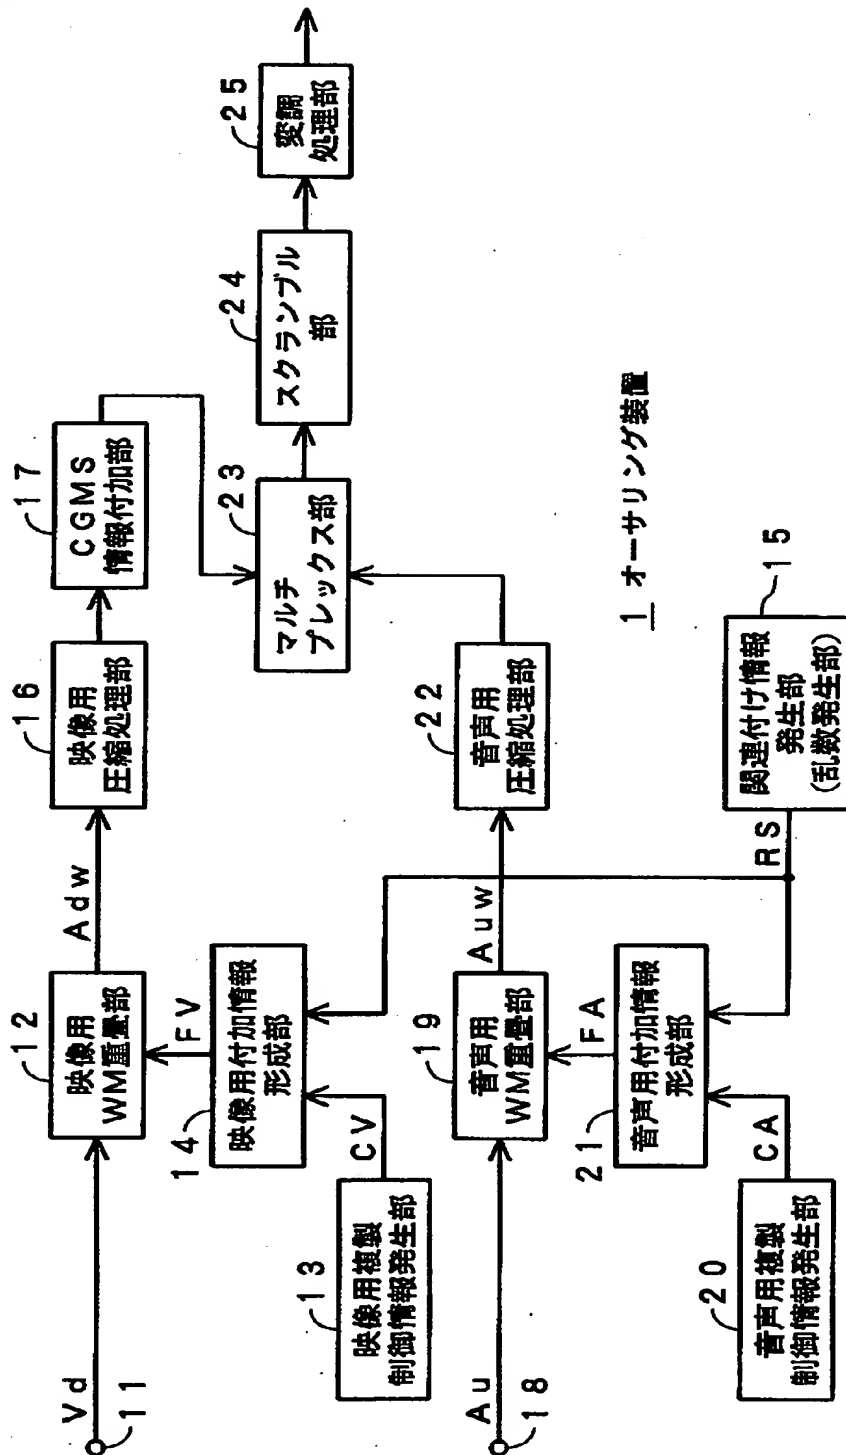 Vd
11
12
映像用
WM重畳部
Adw
16
映像用
圧縮処理部
17
CGMS
情報付加部
FV
14
映像用付加情報
形成部
CV
13
映像用複製
制御情報発生部
23
マルチ
プレックス部
24
スクランブル
部
25
変調
処理部
Au
18
19
音声用
WM重畳部
Auw
22
音声用
圧縮処理部
FA
21
音声用付加情報
形成部
CA
20
音声用複製
制御情報発生部
RS
15
関連付け情報
発生部
(乱数発生部)
1 オーサリング装置